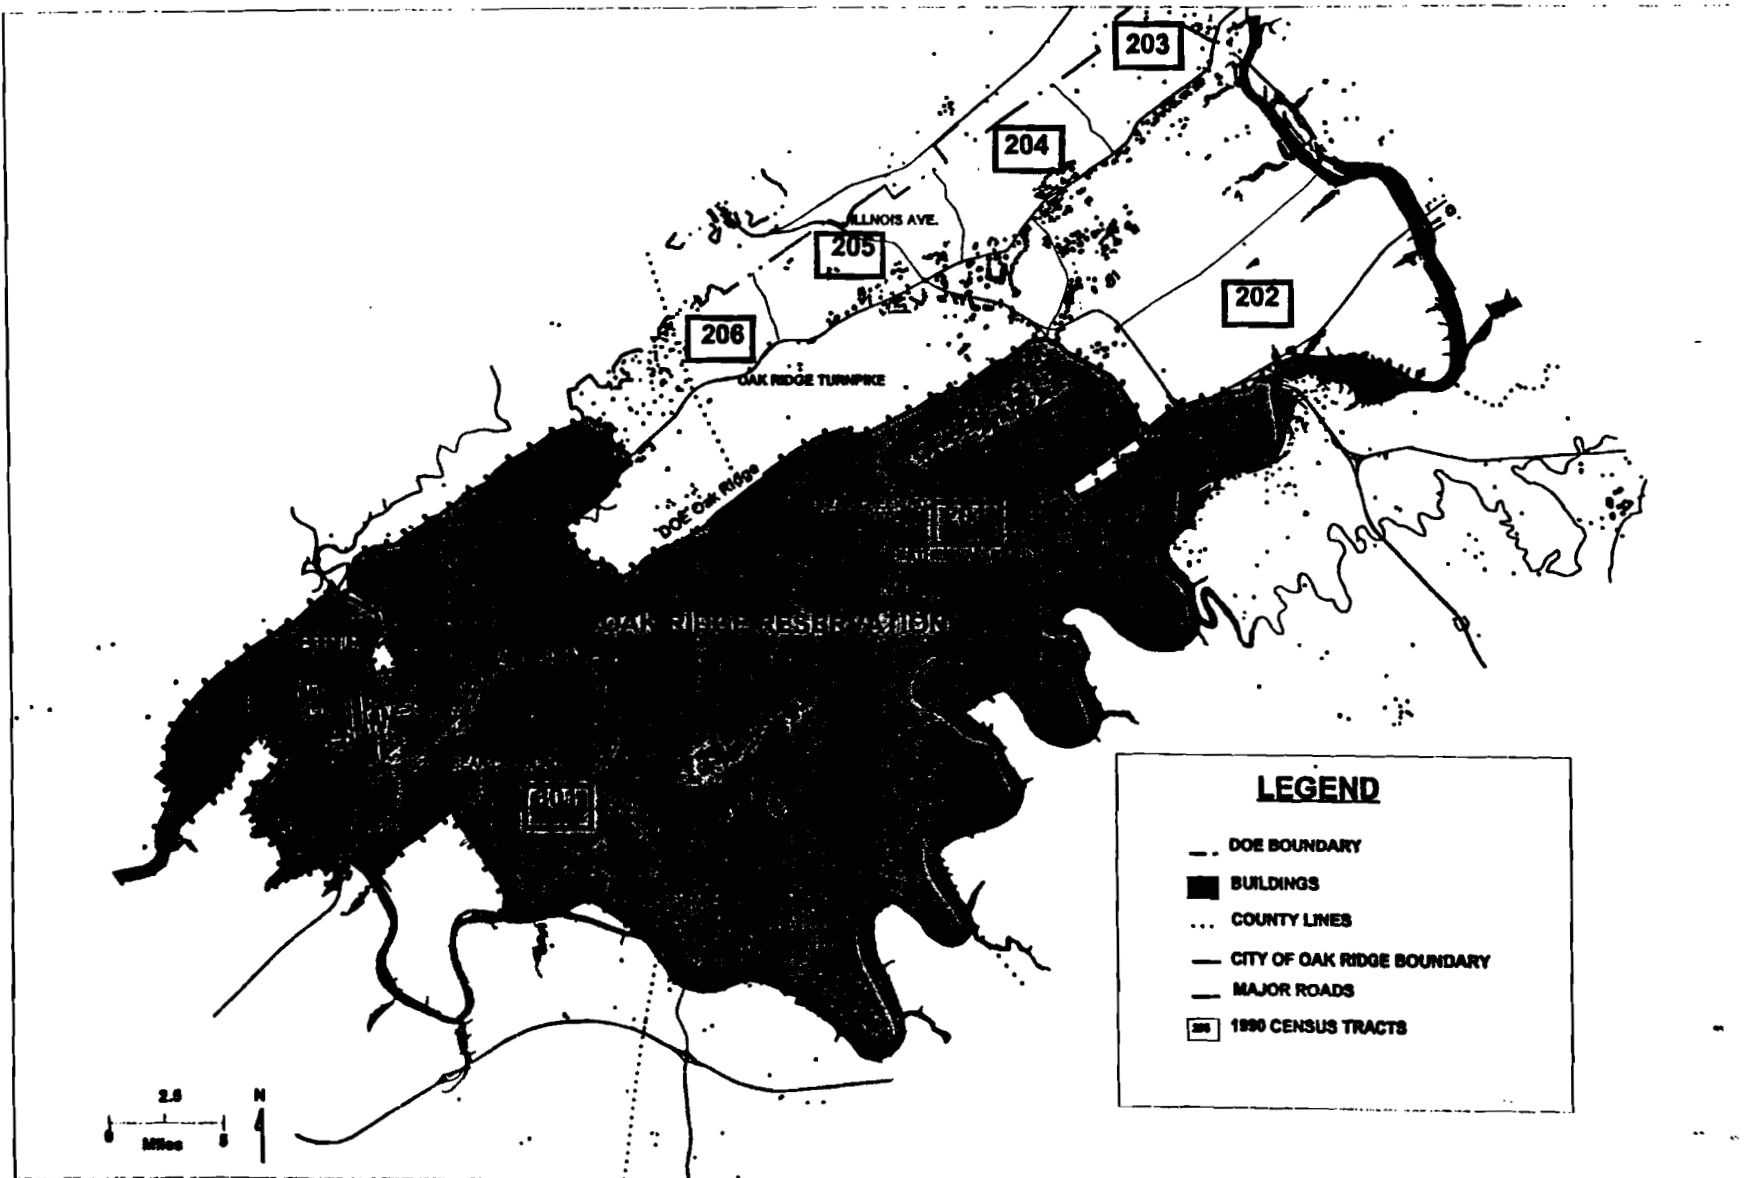 203
204
ILLNOIS AVE.
205
202
206
OAK RIDGE TURNPIKE
DOE Oak Ridge
OAK RIDGE RESERVATION
LEGEND
DOE BOUNDARY
BUILDINGS
COUNTY LINES
CITY OF OAK RIDGE BOUNDARY
MAJOR ROADS
1990 CENSUS TRACTS
2.5
N
0
5
Miles